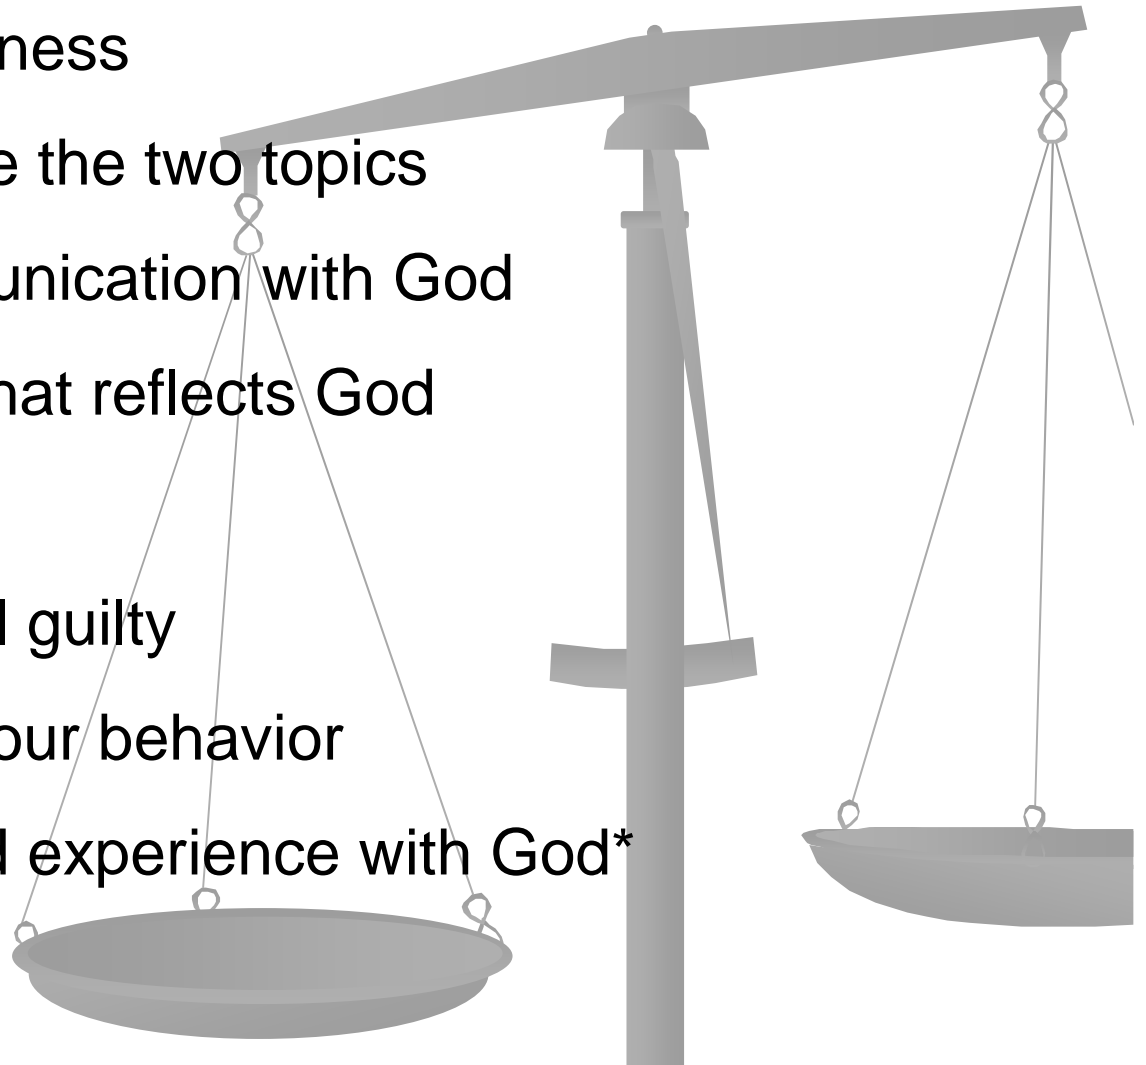 ness
e the two topics
unication with God
hat reflects God
l guilty
our behavior
d experience with God*